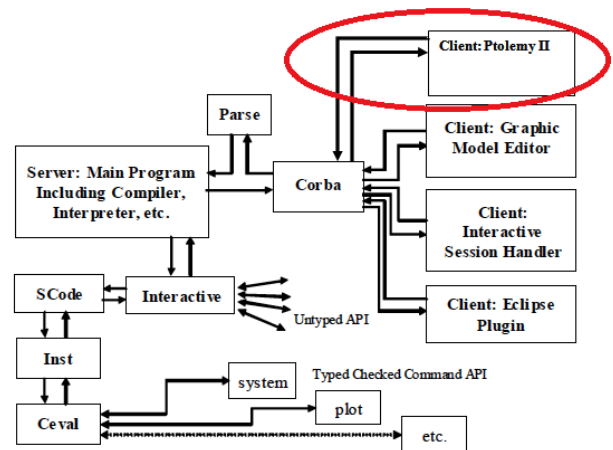 Client: Ptolemy II
Parse
Client: Graphic
Model Editor
Server: Main Program
Including Compiler,
Interpreter, etc.
Corba
Client:
Interactive
Session Handler
SCode
Interactive
Untyped API
Client: Eclipse
Plugin
Inst
Typed Checked Command API
system
plot
Ceval
etc.